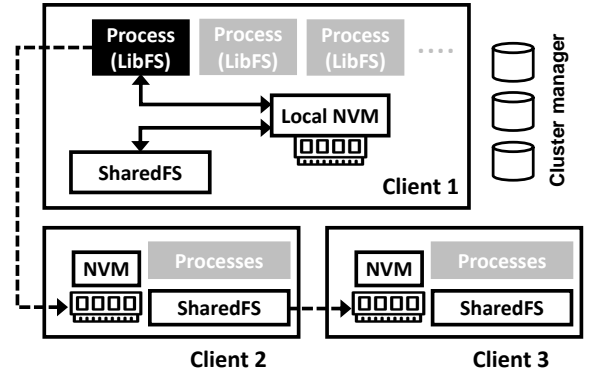 Process
(LibFS)
Process
(LibFS)
Process
(LibFS)
....
Local NVM
SharedFS
Client 1
Cluster manager
NVM
Processes
SharedFS
Client 2
NVM
Processes
SharedFS
Client 3